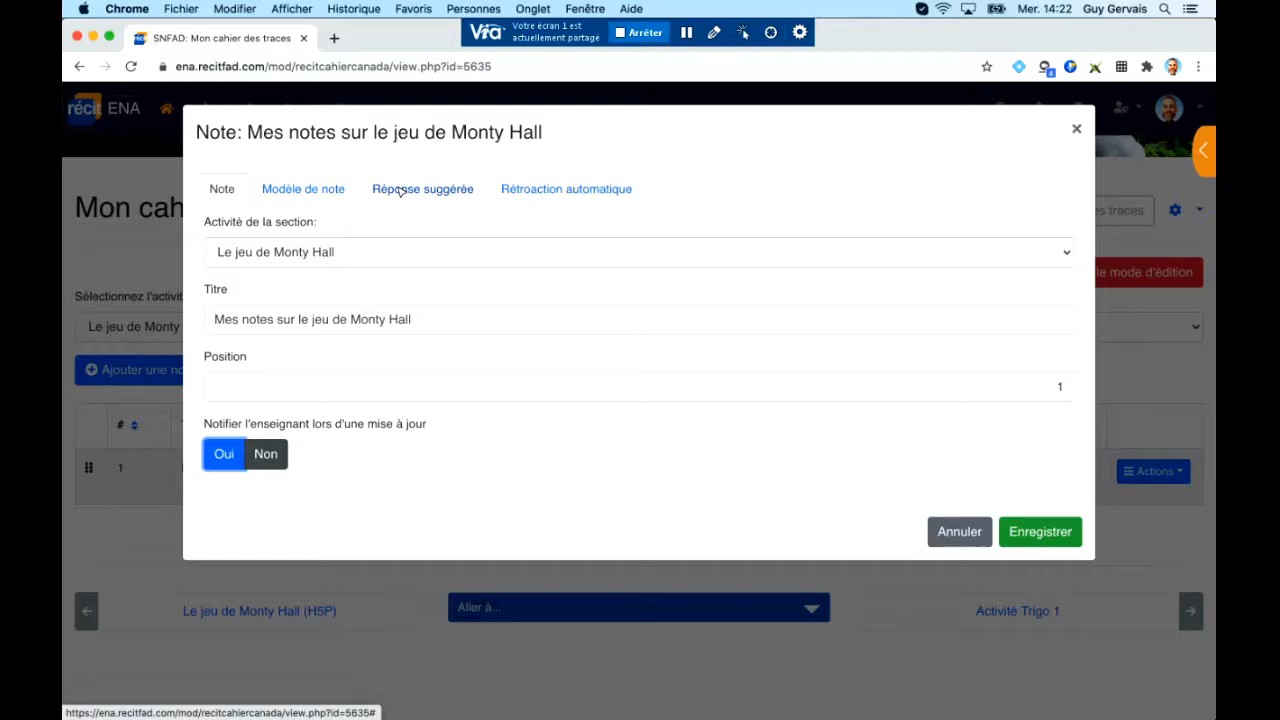 Chrome Fichier Modifier Afficher Historique Favoris Personnes Onglet Fenêtre Aide Mer. 14:22 Guy Gervais
Via Votre écran 1 est actuellement partagé Arrêter
SNFAD: Mon cahier des traces
ena.recitfad.com/mod/recitcahiercanada/view.php?id=5635
récit ENA
Note: Mes notes sur le jeu de Monty Hall ×
Note Modèle de note Réponse suggérée Rétroaction automatique
Mon cah es traces
Activité de la section:
Le jeu de Monty Hall
le mode d'édition
Titre
Sélectionnez l'activit
Mes notes sur le jeu de Monty Hall
Le jeu de Monty
Position
Ajouter une no
1
Notifier l'enseignant lors d'une mise à jour
#
Oui Non
1 Actions
Annuler Enregistrer
Le jeu de Monty Hall (H5P) Aller à... Activité Trigo 1
https://ena.recitfad.com/mod/recitcahiercanada/view.php?id=5635#